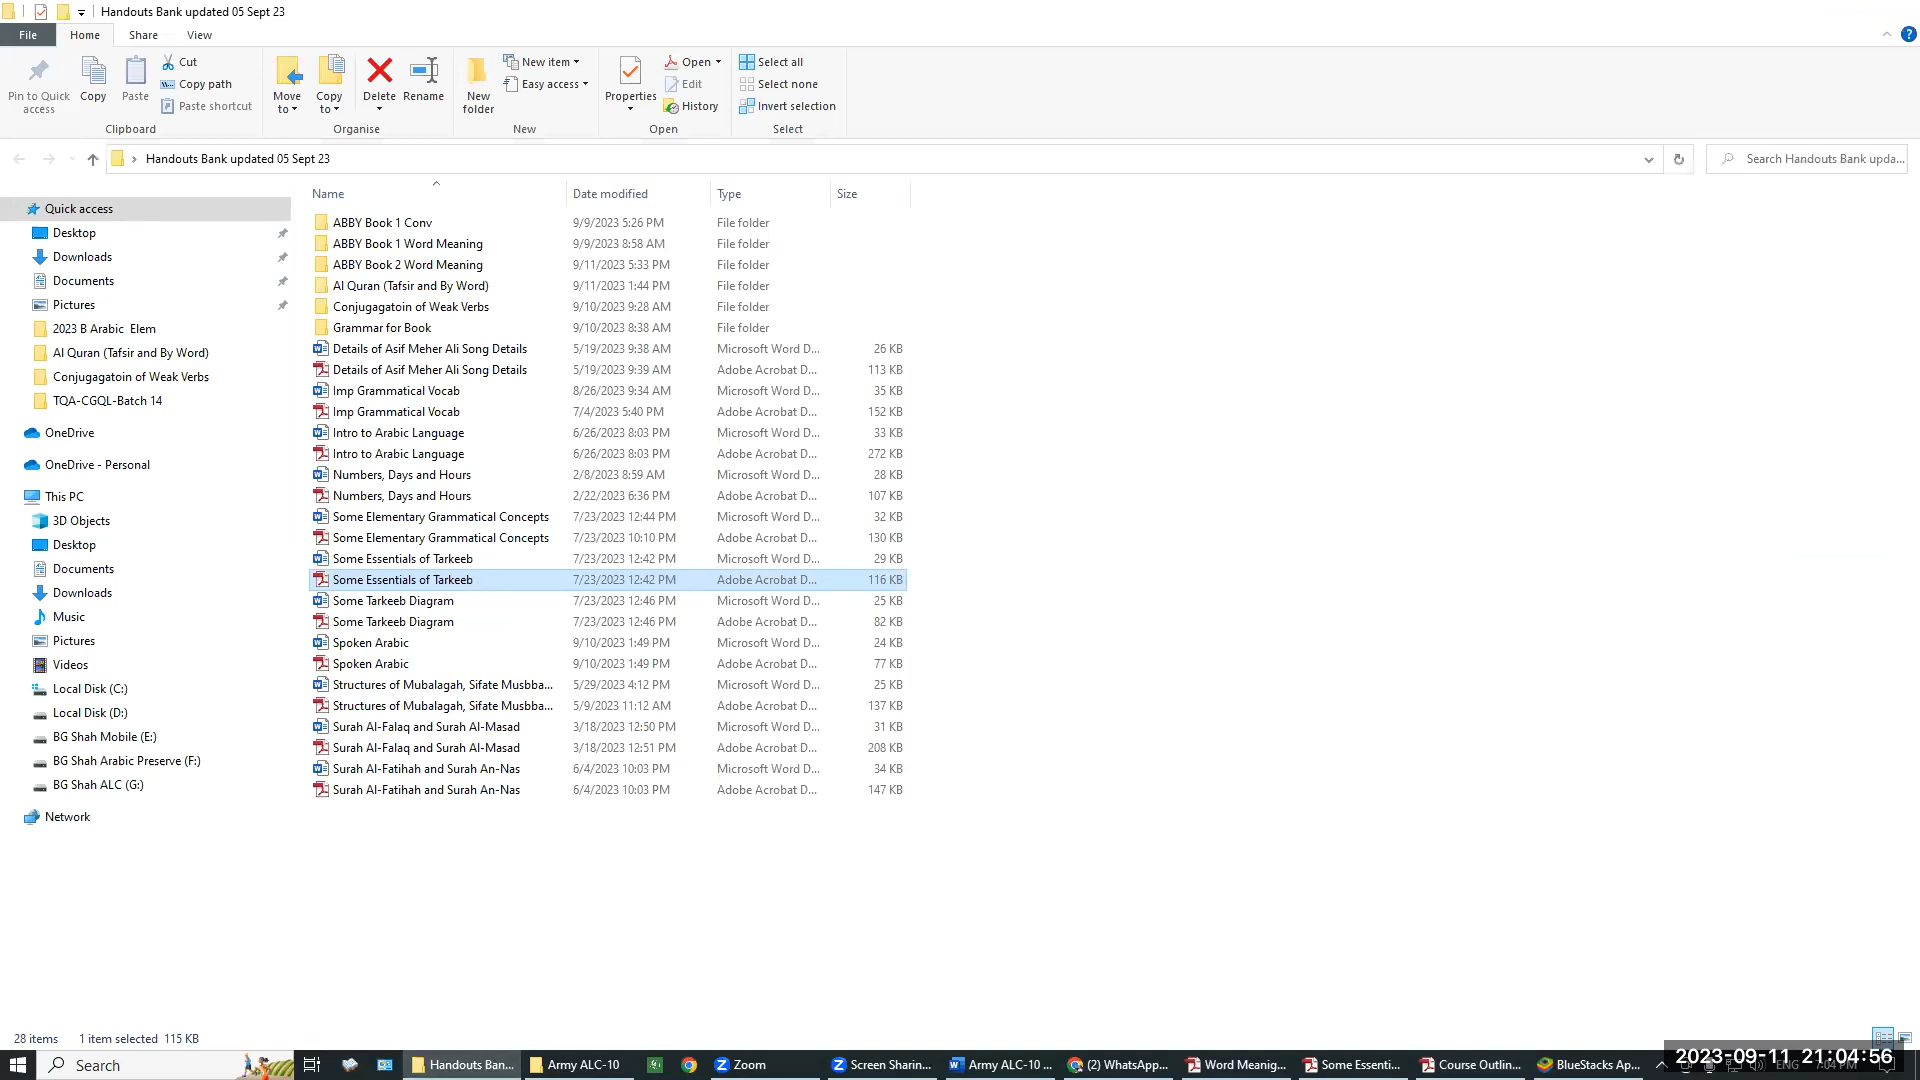 Handouts Bank updated 05 Sept 23
File Home Share View
Pin to Quick access
Copy
Paste
Cut
Copy path
Paste shortcut
Clipboard
Move to
Copy to
Delete
Rename
Organise
New folder
New item
Easy access
New
Properties
Open
Edit
History
Open
Select all
Select none
Invert selection
Select
Handouts Bank updated 05 Sept 23
Search Handouts Bank upda...
Name Date modified Type Size
Quick access
Desktop
Downloads
Documents
Pictures
2023 B Arabic Elem
Al Quran (Tafsir and By Word)
Conjugagatoin of Weak Verbs
TQA-CGQL-Batch 14
OneDrive
OneDrive - Personal
This PC
3D Objects
Desktop
Documents
Downloads
Music
Pictures
Videos
Local Disk (C:)
Local Disk (D:)
BG Shah Mobile (E:)
BG Shah Arabic Preserve (F:)
BG Shah ALC (G:)
Network
ABBY Book 1 Conv 9/9/2023 5:26 PM File folder
ABBY Book 1 Word Meaning 9/9/2023 8:58 AM File folder
ABBY Book 2 Word Meaning 9/11/2023 5:33 PM File folder
Al Quran (Tafsir and By Word) 9/11/2023 1:44 PM File folder
Conjugagatoin of Weak Verbs 9/10/2023 9:28 AM File folder
Grammar for Book 9/10/2023 8:38 AM File folder
Details of Asif Meher Ali Song Details 5/19/2023 9:38 AM Microsoft Word D... 26 KB
Details of Asif Meher Ali Song Details 5/19/2023 9:39 AM Adobe Acrobat D... 113 KB
Imp Grammatical Vocab 8/26/2023 9:34 AM Microsoft Word D... 35 KB
Imp Grammatical Vocab 7/4/2023 5:40 PM Adobe Acrobat D... 152 KB
Intro to Arabic Language 6/26/2023 8:03 PM Microsoft Word D... 33 KB
Intro to Arabic Language 6/26/2023 8:03 PM Adobe Acrobat D... 272 KB
Numbers, Days and Hours 2/8/2023 8:59 AM Microsoft Word D... 28 KB
Numbers, Days and Hours 2/22/2023 6:36 PM Adobe Acrobat D... 107 KB
Some Elementary Grammatical Concepts 7/23/2023 12:44 PM Microsoft Word D... 32 KB
Some Elementary Grammatical Concepts 7/23/2023 10:10 PM Adobe Acrobat D... 130 KB
Some Essentials of Tarkeeb 7/23/2023 12:42 PM Microsoft Word D... 29 KB
Some Essentials of Tarkeeb 7/23/2023 12:42 PM Adobe Acrobat D... 116 KB
Some Tarkeeb Diagram 7/23/2023 12:46 PM Microsoft Word D... 25 KB
Some Tarkeeb Diagram 7/23/2023 12:46 PM Adobe Acrobat D... 82 KB
Spoken Arabic 9/10/2023 1:49 PM Microsoft Word D... 24 KB
Spoken Arabic 9/10/2023 1:49 PM Adobe Acrobat D... 77 KB
Structures of Mubalagah, Sifate Musbba... 5/29/2023 4:12 PM Microsoft Word D... 25 KB
Structures of Mubalagah, Sifate Musbba... 5/9/2023 11:12 AM Adobe Acrobat D... 137 KB
Surah Al-Falaq and Surah Al-Masad 3/18/2023 12:50 PM Microsoft Word D... 31 KB
Surah Al-Falaq and Surah Al-Masad 3/18/2023 12:51 PM Adobe Acrobat D... 208 KB
Surah Al-Fatihah and Surah An-Nas 6/4/2023 10:03 PM Microsoft Word D... 34 KB
Surah Al-Fatihah and Surah An-Nas 6/4/2023 10:03 PM Adobe Acrobat D... 147 KB
28 items 1 item selected 115 KB
Search Handouts Ban... Army ALC-10 Zoom Screen Sharin... Army ALC-10 ... (2) WhatsApp... Word Meanig... Some Essenti... Course Outlin... BlueStacks Ap... ENG 7:04 PM
2023-09-11 21:04:56